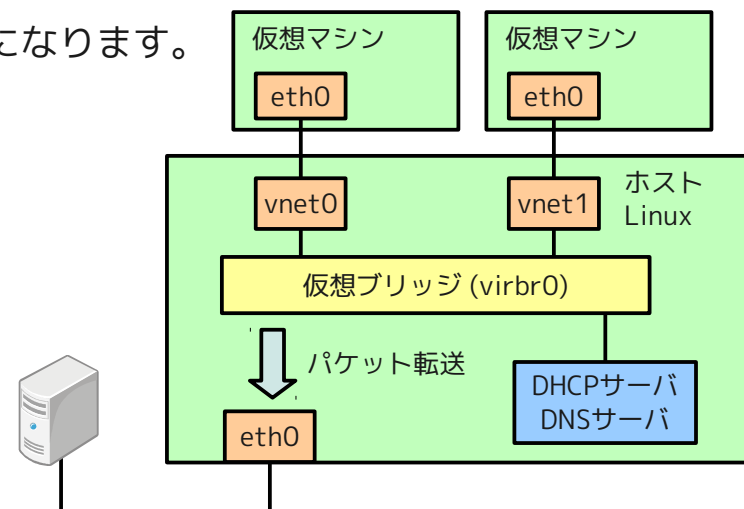 になります。
仮想マシン
仮想マシン
eth0
eth0
vnet0
vnet1
ホスト
Linux
仮想ブリッジ (virbr0)
パケット転送
DHCPサーバ
DNSサーバ
eth0